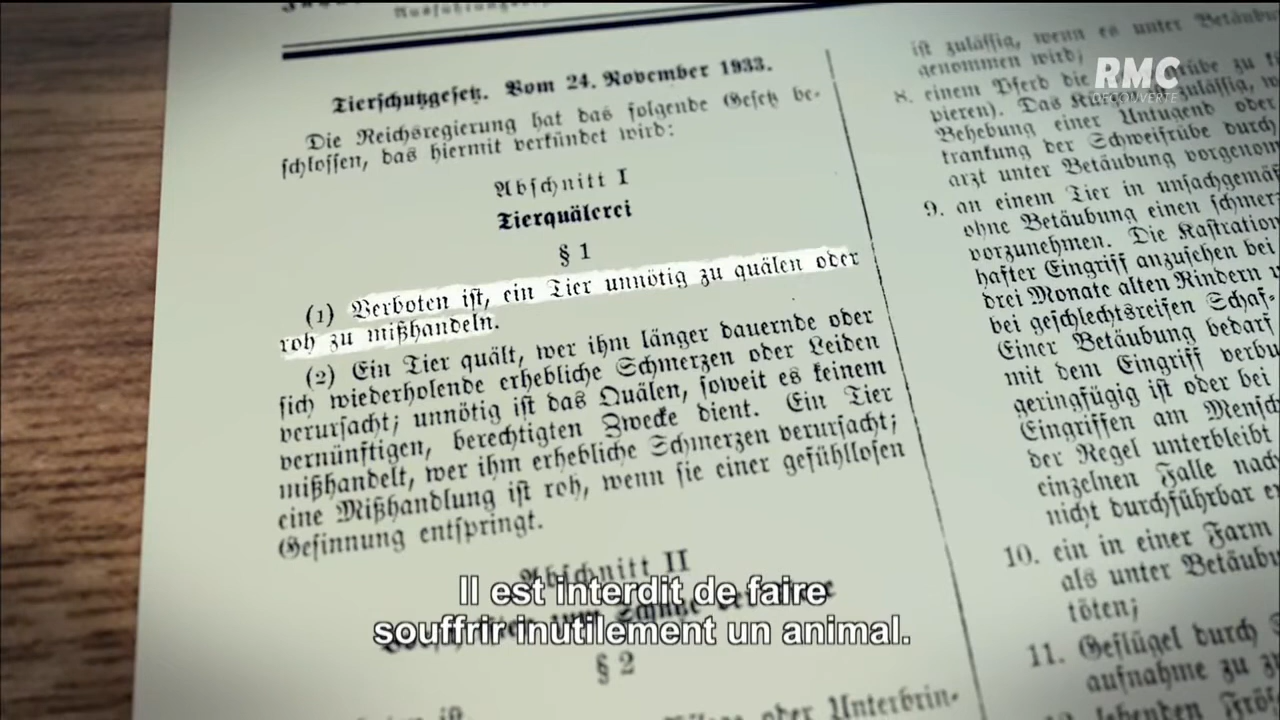 Tierschutzgesetz. Vom 24. November 1933.
Die Reichsregierung hat das folgende Gesetz be-
schlossen, das hiermit verkündet wird:
Abschnitt I
Tierquälerei
§ 1
(1) Verboten ist, ein Tier unnötig zu quälen oder
roh zu mißhandeln.
(2) Ein Tier quält, wer ihm länger dauernde oder
sich wiederholende erhebliche Schmerzen oder Leiden
verursacht; unnötig ist das Quälen, soweit es keinem
vernünftigen, berechtigten Zwecke dient. Ein Tier
mißhandelt, wer ihm erhebliche Schmerzen verursacht;
eine Mißhandlung ist roh, wenn sie einer gefühllosen
Gesinnung entspringt.
Abschnitt II
zum Schutze
§ 2
oder Unterbrin-
ist zulässig, wenn es unter
genommen wird;
8. einem Pferd die
pieren). Das zulässig,
Behebung einer Untugend oder
trankung der Schweifrübe durch
arzt unter Betäubung
9. an einem Tier in
ohne Betäubung einen
vorzunehmen. Die
hafter Eingriff anzusehen bei
drei Monate alten Rindern
bei geschlechtsreifen Schaf-
Einer Betäubung bedarf
mit dem Eingriff
geringfügig ist oder bei
Eingriffen am
der Regel unterbleibt
einzelnen Falle nach
nicht durchführbar
10. ein in einer Farm
als unter
töten;
11. Geflügel durch
aufnahme zu
lebenden
RMC
DECOUVERTE
Il est interdit de faire
souffrir inutilement un animal.